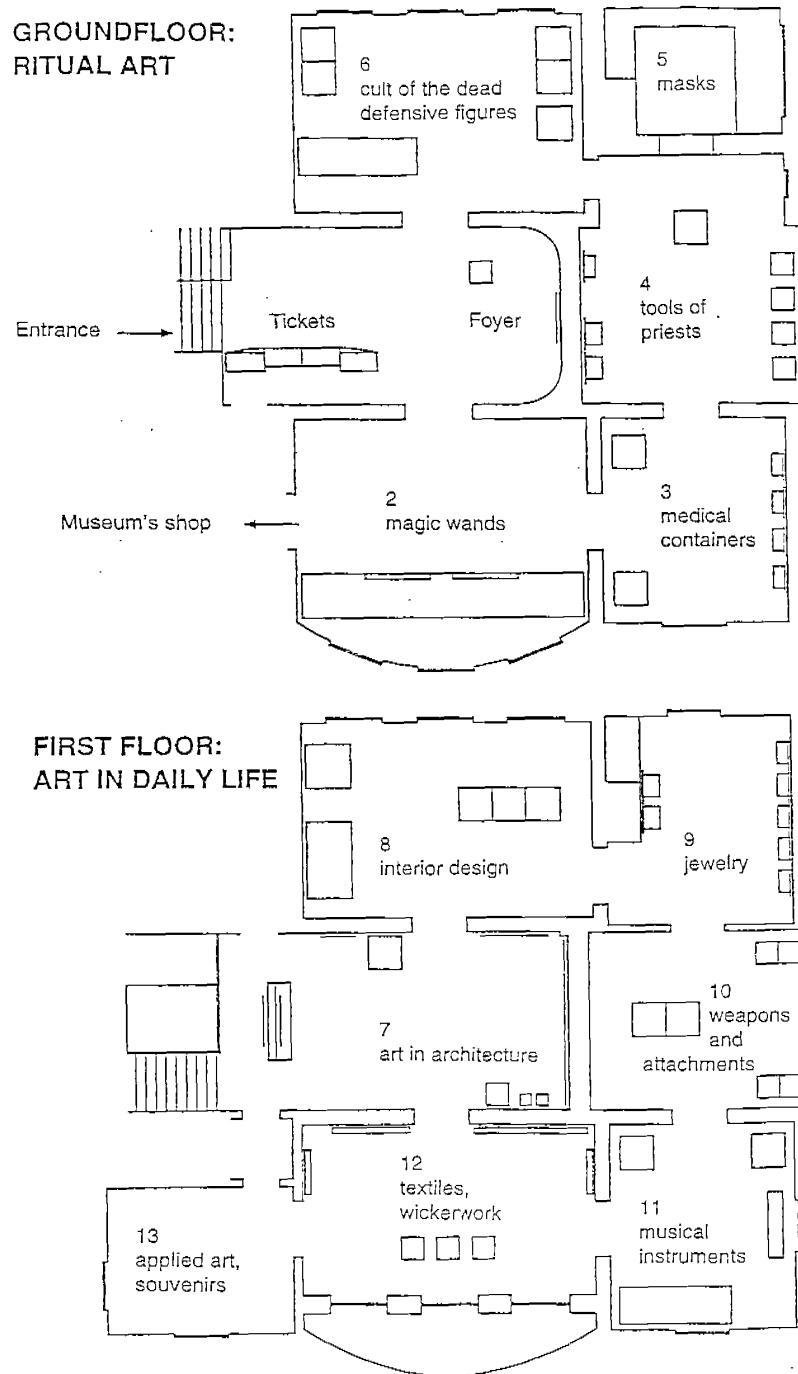 GROUNDFLOOR:
RITUAL ART
6
cult of the dead
defensive figures
5
masks
Entrance
Tickets
Foyer
4
tools of
priests
Museum's shop
2
magic wands
3
medical
containers
FIRST FLOOR:
ART IN DAILY LIFE
8
interior design
9
jewelry
7
art in architecture
10
weapons
and
attachments
12
textiles,
wickerwork
11
musical
instruments
13
applied art,
souvenirs